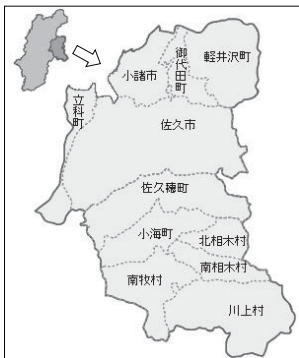 軽井沢町
御代田町
小諸市
立科町
佐久市
佐久穂町
小海町
北相木村
南相木村
南牧村
川上村